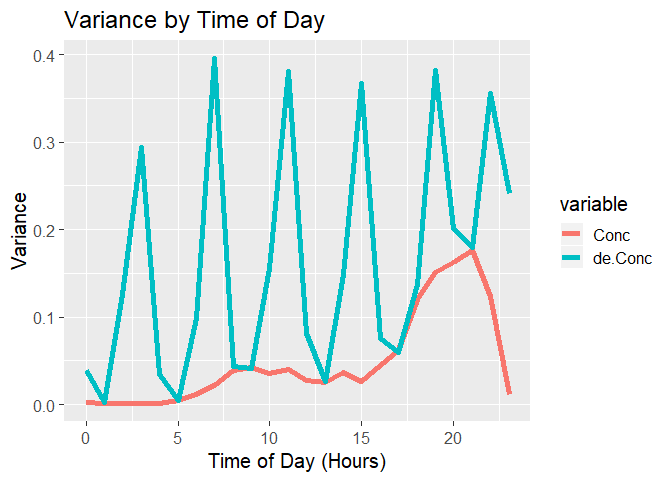 Variance by Time of Day
0.4
0.3
0.2
0.1
0.0
Variance
0 5 10 15 20
Time of Day (Hours)
variable
Conc
de.Conc